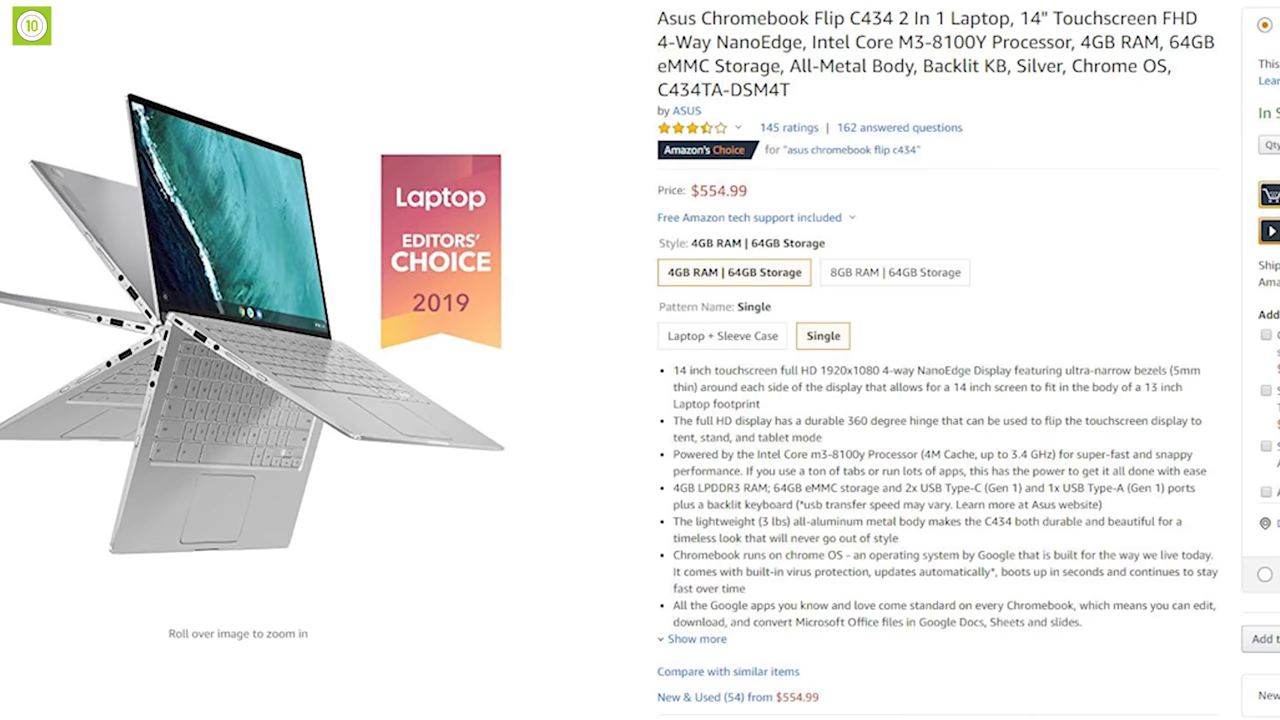 10
Laptop
EDITORS'
CHOICE
2019
Roll over image to zoom in
Asus Chromebook Flip C434 2 In 1 Laptop, 14" Touchscreen FHD
4-Way NanoEdge, Intel Core M3-8100Y Processor, 4GB RAM, 64GB
eMMC Storage, All-Metal Body, Backlit KB, Silver, Chrome OS,
C434TA-DSM4T
by ASUS
145 ratings | 162 answered questions
Amazon's Choice for "asus chromebook flip c434"
Price: $554.99
Free Amazon tech support included
Style: 4GB RAM | 64GB Storage
4GB RAM | 64GB Storage 8GB RAM | 64GB Storage
Pattern Name: Single
Laptop + Sleeve Case Single
• 14 inch touchscreen full HD 1920x1080 4-way NanoEdge Display featuring ultra-narrow bezels (5mm
thin) around each side of the display that allows for a 14 inch screen to fit in the body of a 13 inch
Laptop footprint
• The full HD display has a durable 360 degree hinge that can be used to flip the touchscreen display to
tent, stand, and tablet mode
• Powered by the Intel Core m3-8100y Processor (4M Cache, up to 3.4 GHz) for super-fast and snappy
performance. If you use a ton of tabs or run lots of apps, this has the power to get it all done with ease
• 4GB LPDDR3 RAM; 64GB eMMC storage and 2x USB Type-C (Gen 1) and 1x USB Type-A (Gen 1) ports
plus a backlit keyboard (*usb transfer speed may vary. Learn more at Asus website)
• The lightweight (3 lbs) all-aluminum metal body makes the C434 both durable and beautiful for a
timeless look that will never go out of style
• Chromebook runs on chrome OS - an operating system by Google that is built for the way we live today.
It comes with built-in virus protection, updates automatically*, boots up in seconds and continues to stay
fast over time
• All the Google apps you know and love come standard on every Chromebook, which means you can edit,
download, and convert Microsoft Office files in Google Docs, Sheets and slides.
Show more
Compare with similar items
New & Used (54) from $554.99
This
Lear
In S
Qty
Ship
Ama
Add
Add t
New